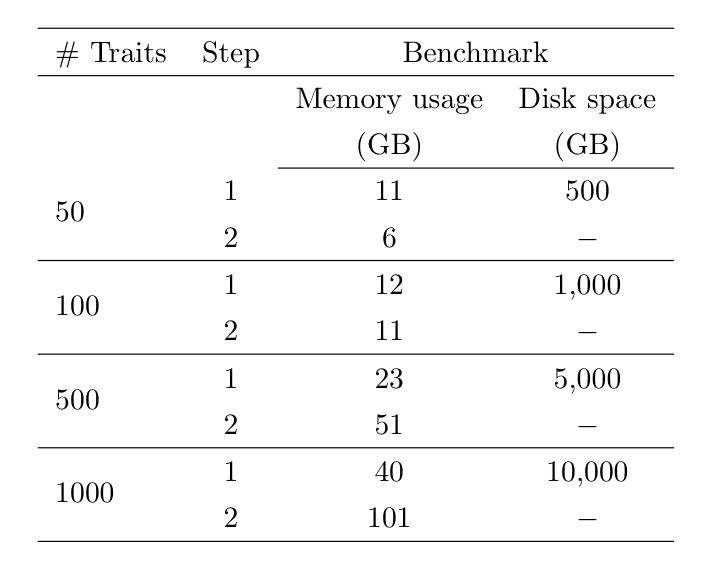 # Traits Step Benchmark
Memory usage Disk space
(GB) (GB)
1 11 500
50
2 6 −
1 12 1,000
100
2 11 −
1 23 5,000
500
2 51 −
1 40 10,000
1000
2 101 −